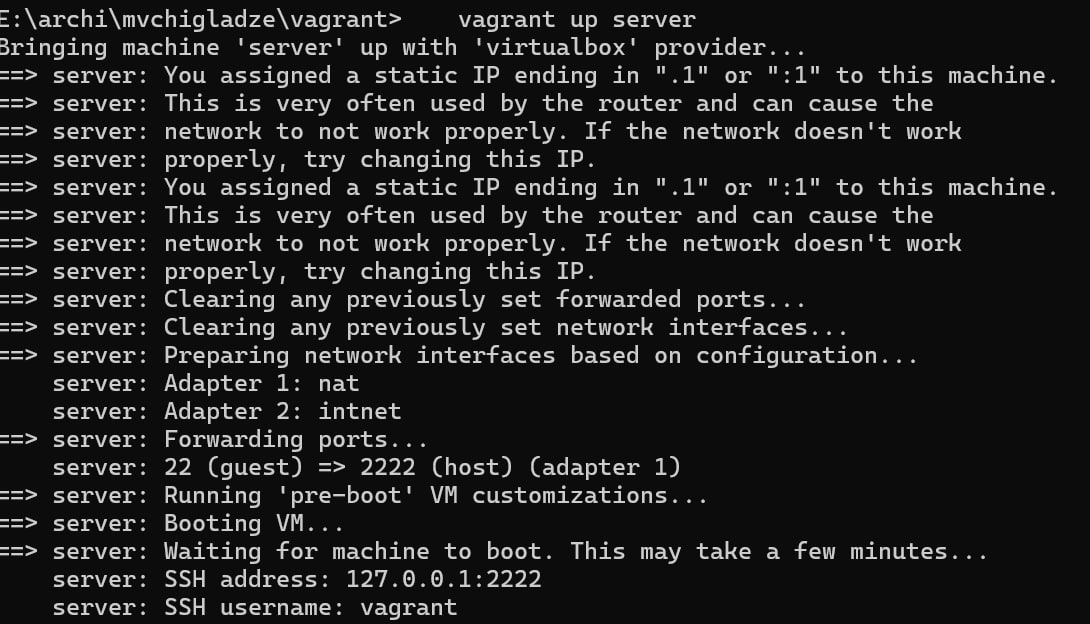 E:\archi\mvchigladze\vagrant>    vagrant up server
Bringing machine 'server' up with 'virtualbox' provider...
==> server: You assigned a static IP ending in ".1" or ":1" to this machine.
==> server: This is very often used by the router and can cause the
==> server: network to not work properly. If the network doesn't work
==> server: properly, try changing this IP.
==> server: You assigned a static IP ending in ".1" or ":1" to this machine.
==> server: This is very often used by the router and can cause the
==> server: network to not work properly. If the network doesn't work
==> server: properly, try changing this IP.
==> server: Clearing any previously set forwarded ports...
==> server: Clearing any previously set network interfaces...
==> server: Preparing network interfaces based on configuration...
    server: Adapter 1: nat
    server: Adapter 2: intnet
==> server: Forwarding ports...
    server: 22 (guest) => 2222 (host) (adapter 1)
==> server: Running 'pre-boot' VM customizations...
==> server: Booting VM...
==> server: Waiting for machine to boot. This may take a few minutes...
    server: SSH address: 127.0.0.1:2222
    server: SSH username: vagrant